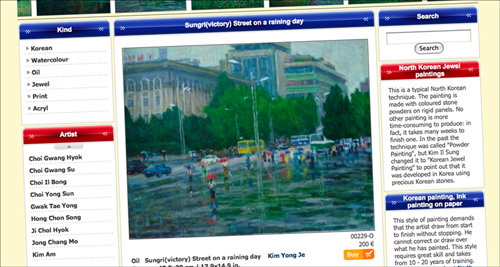 Kind
» Korean
» Watercolour
» Oil
» Jewel
» Print
» Acryl
Artist
Choi Gwang Hyok
Choi Gwang Su
Choi Il Bong
Choi Yong Sun
Gwak Tae Yong
Hong Chon Song
Ji Chol Hyok
Jong Chang Mo
Kim Am
Sungri(victory) Street on a raining day
00229-O
200 €
Buy
Oil Sungri(victory) Street on a raining day Kim Yong Je
Search
Search
North Korean Jewel
paintings
This is a typical North Korean
technique. The painting is
made with coloured stone
powders on rigid panels. No
other painting is more
time-consuming to produce: in
fact, it takes many weeks to
finish one. In the past the
technique was called "Powder
Painting", but Kim Il Sung
changed it to "Korean Jewel
Painting" to point out that it
was developed in Korea using
precious Korean stones.
Korean painting, Ink
painting on paper
This style of painting demands
that the artist draw from start
to finish without stopping. He
cannot correct or draw over
what he has painted. This style
requires great skill and takes
from 10 - 20 years of training.